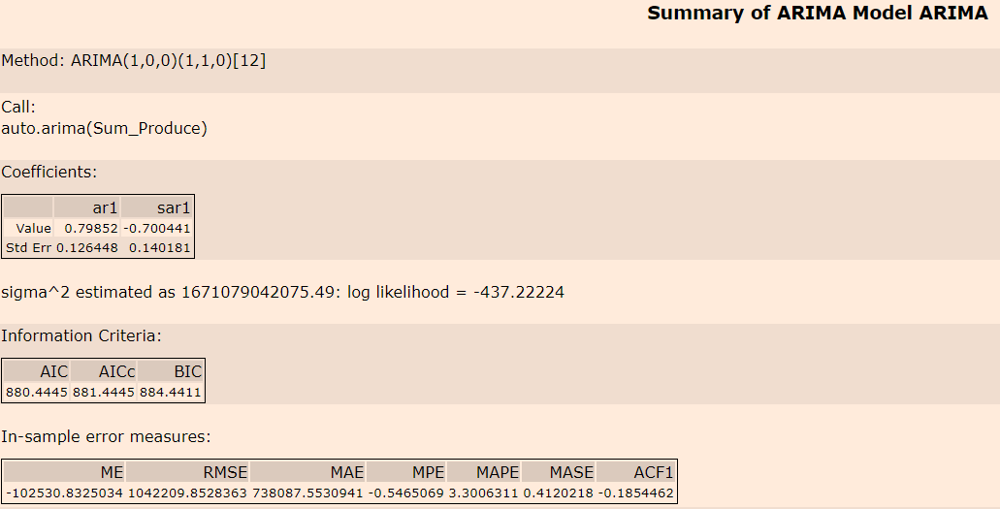 Summary of ARIMA Model ARIMA
Method: ARIMA(1,0,0)(1,1,0)[12]
Call:
auto.arima(Sum_Produce)
Coefficients:
ar1 sar1
Value 0.79852 -0.700441
Std Err 0.126448 0.140181
sigma^2 estimated as 1671079042075.49: log likelihood = -437.22224
Information Criteria:
AIC AICc BIC
880.4445 881.4445 884.4411
In-sample error measures:
ME RMSE MAE MPE MAPE MASE ACF1
-102530.8325034 1042209.8528363 738087.5530941 -0.5465069 3.3006311 0.4120218 -0.1854462